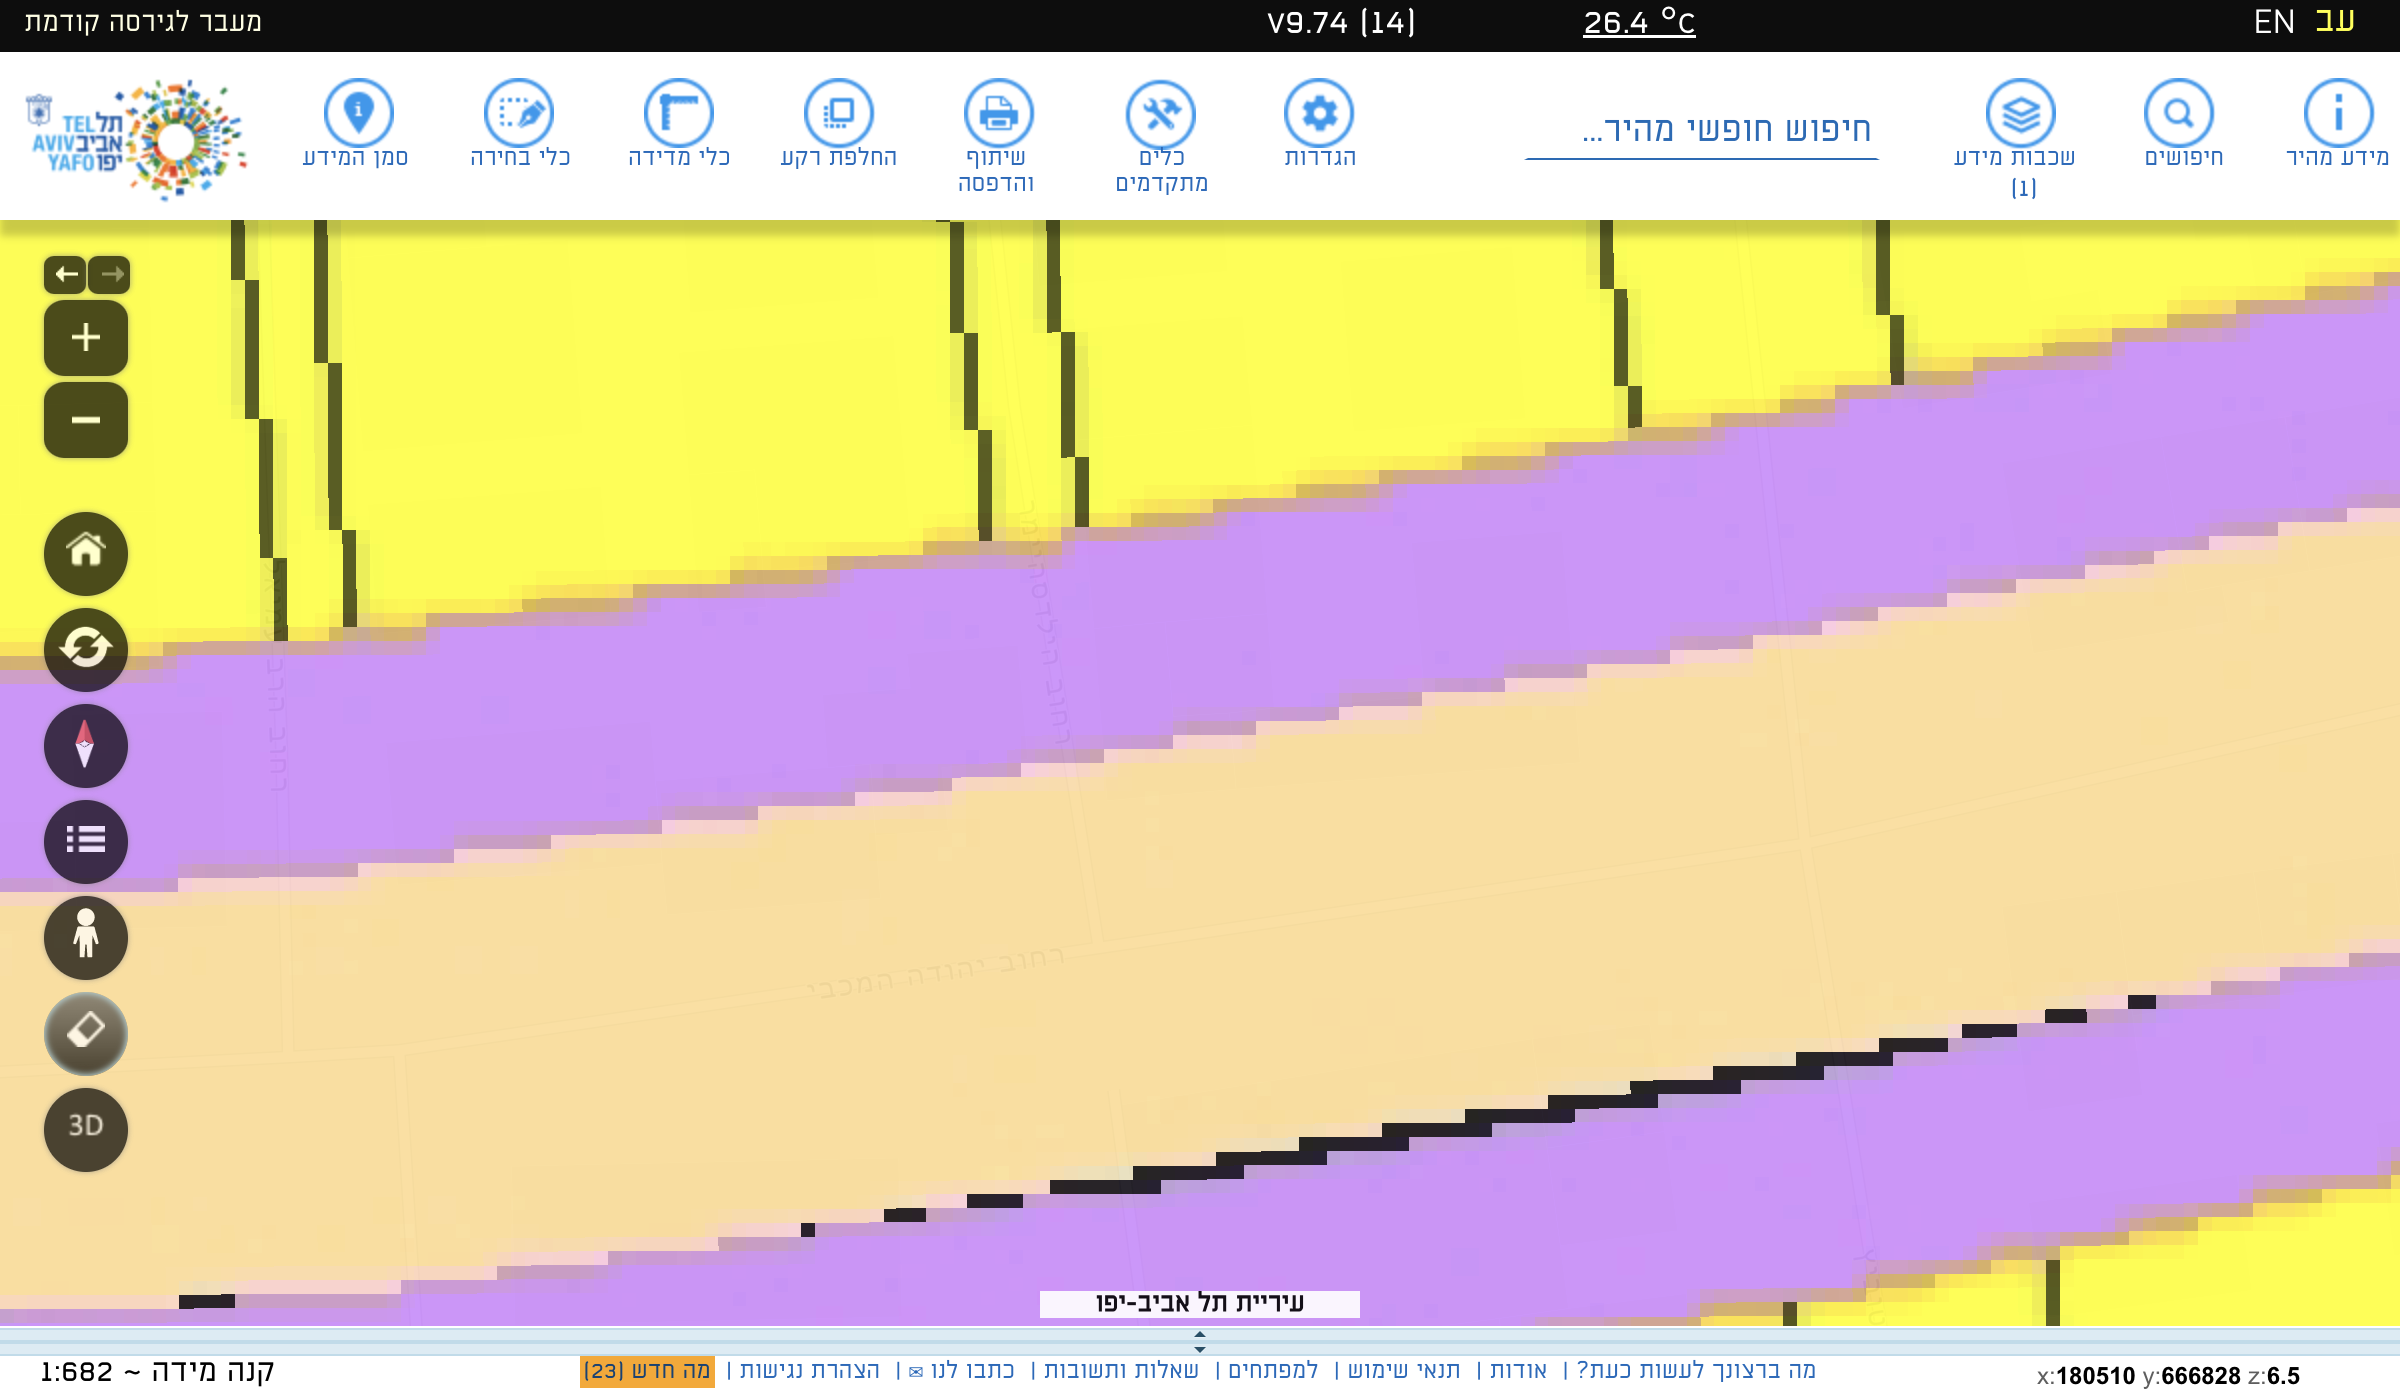 עב EN
26.4 °C
V9.74 (14)
מעבר לגירסה קודמת
מידע מהיר
חיפושים
שכבות מידע
(1)
חיפוש חופשי מהיר...
הגדרות
כלים
מתקדמים
שיתוף
והדפסה
החלפת רקע
כלי מדידה
כלי בחירה
סמן המידע
תל
אביב
יפו
TEL
AVIV
YAFO
רחוב הילדסהיימר
רחוב יהודה המכבי
3D
עיריית תל אביב-יפו
x:180510 y:666828 z:6.5
מה ברצונך לעשות כעת? | אודות | תנאי שימוש | למפתחים | שאלות ותשובות | כתבו לנו ✉ | הצהרת נגישות | מה חדש (23)
קנה מידה ~ 1:682